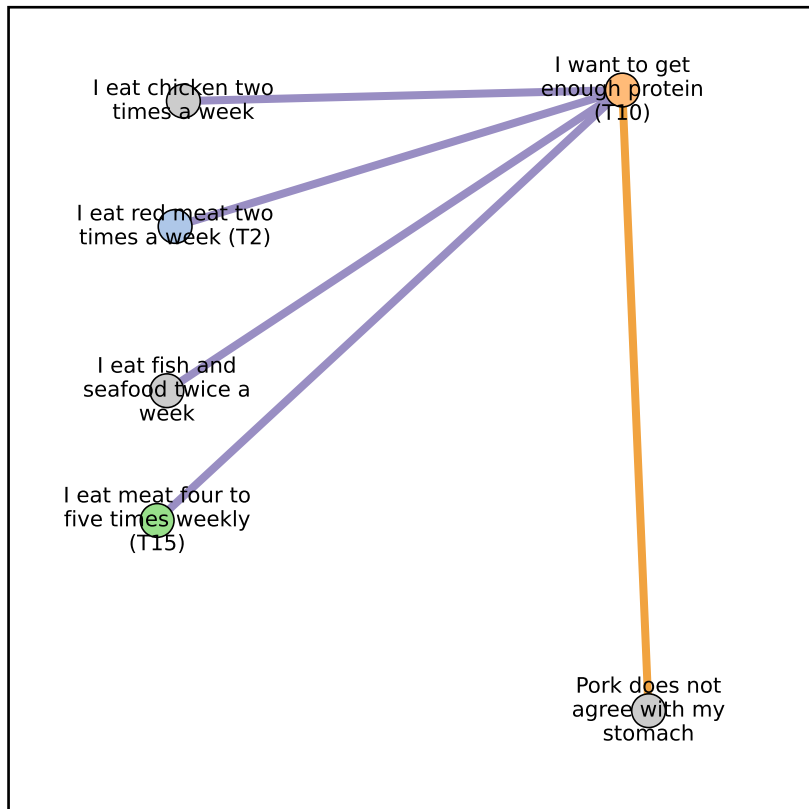 I eat chicken two
times a week
I want to get
enough protein
(T10)
I eat red meat two
times a week (T2)
I eat fish and
seafood twice a
week
I eat meat four to
five times weekly
(T15)
Pork does not
agree with my
stomach